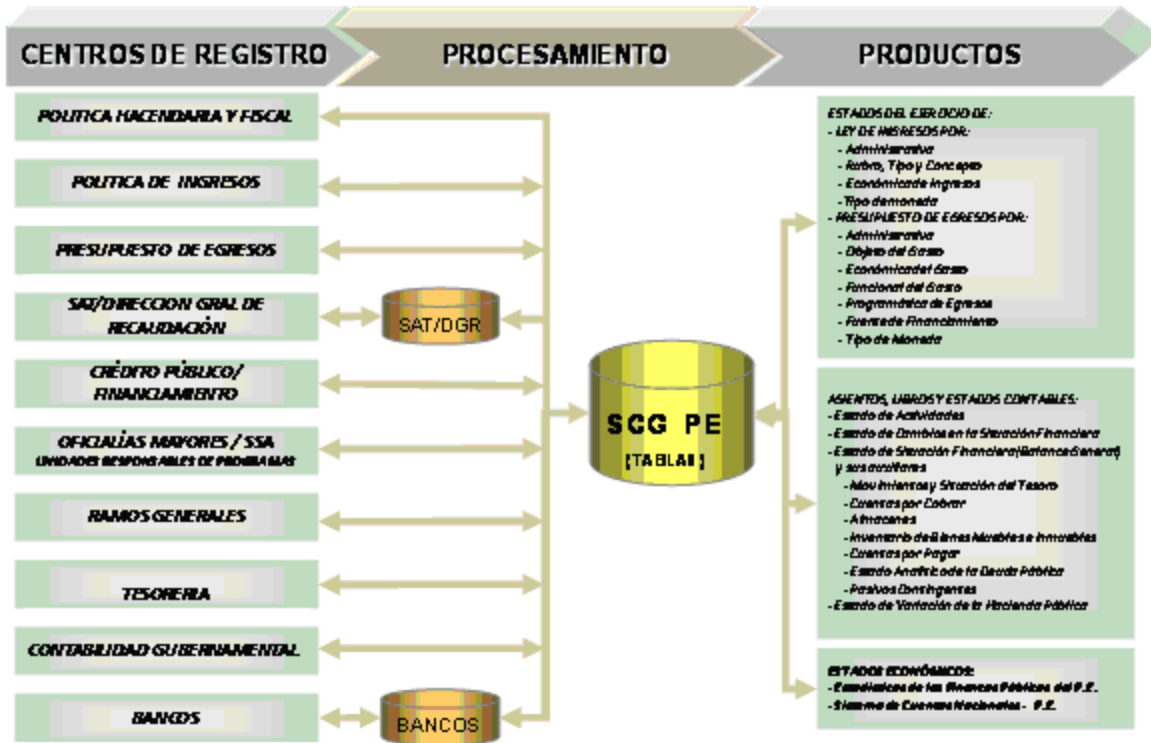 CENTROS DE REGISTRO
PROCESAMIENTO
PRODUCTOS
POLITICA HACENDARIA Y FISCAL
POLITICA DE INGRESOS
PRESUPUESTO DE EGRESOS
SAT/DIRECCION GRAL DE
RECAUDACIÓN
CRÉDITO PÚBLICO/
FINANCIAMIENTO
OFICIALÍAS MAYORES / SSA
UNIDADES RESPONSABLES DE PROGRAMAS
RAMOS GENERALES
TESORERIA
CONTABILIDAD GUBERNAMENTAL
BANCOS
SAT/DGR
BANCOS
SCG PE
(TABLAS)
ESTADOS DEL EJERCICIO DE:
- LEY DE INGRESOS POR:
- Administrativa
- Rubro, Tipo y Concepto
- Económica de Ingresos
- Tipo de moneda
- PRESUPUESTO DE EGRESOS POR:
- Administrativa
- Objeto del Gasto
- Económica del Gasto
- Funcional del Gasto
- Programática de Egresos
- Fuente de Financiamiento
- Tipo de Moneda
ASIENTOS, LIBROS Y ESTADOS CONTABLES:
- Estado de Actividades
- Estado de Cambios en la Situación Financiera
- Estado de Situación Financiera (Balance General)
y sus auxiliares
- Movimientos y Situación del Tesoro
- Cuentas por Cobrar
- Almacenes
- Inventario de Bienes Muebles e Inmuebles
- Cuentas por Pagar
- Estado Analítico de la Deuda Pública
- Pasivos Contingentes
- Estado de Variación de la Hacienda Pública
ESTADOS ECONÓMICOS:
- Estadísticas de las Finanzas Públicas del P.E.
- Sistema de Cuentas Nacionales - P.E.